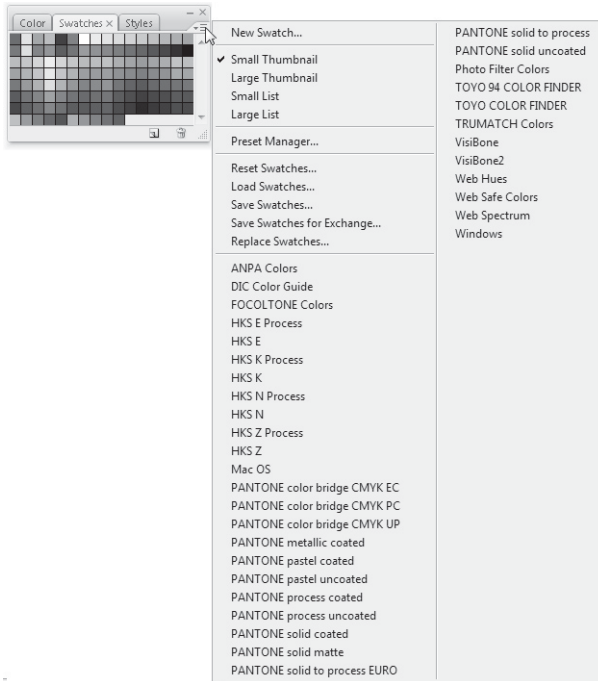 Color Swatches × Styles
New Swatch...
Small Thumbnail
Large Thumbnail
Small List
Large List
Preset Manager...
Reset Swatches...
Load Swatches...
Save Swatches...
Save Swatches for Exchange...
Replace Swatches...
ANPA Colors
DIC Color Guide
FOCOLTONE Colors
HKS E Process
HKS E
HKS K Process
HKS K
HKS N Process
HKS N
HKS Z Process
HKS Z
Mac OS
PANTONE color bridge CMYK EC
PANTONE color bridge CMYK PC
PANTONE color bridge CMYK UP
PANTONE metallic coated
PANTONE pastel coated
PANTONE pastel uncoated
PANTONE process coated
PANTONE process uncoated
PANTONE solid coated
PANTONE solid matte
PANTONE solid to process EURO
PANTONE solid to process
PANTONE solid uncoated
Photo Filter Colors
TOYO 94 COLOR FINDER
TOYO COLOR FINDER
TRUMATCH Colors
VisiBone
VisiBone2
Web Hues
Web Safe Colors
Web Spectrum
Windows